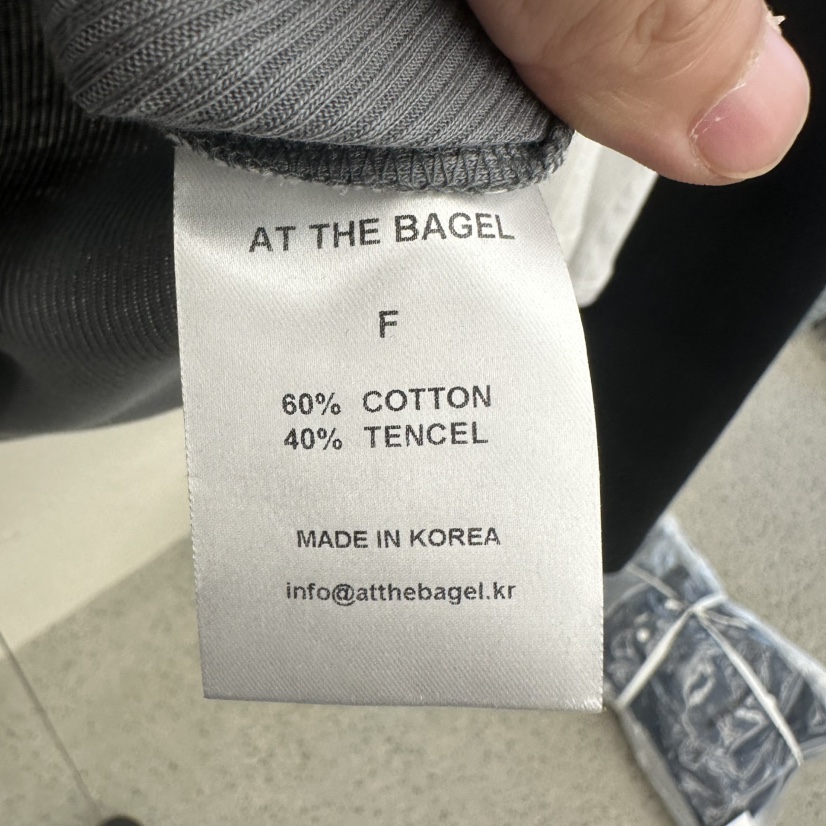 AT THE BAGEL
F
60% COTTON
40% TENCEL
MADE IN KOREA
info@atthebagel.kr